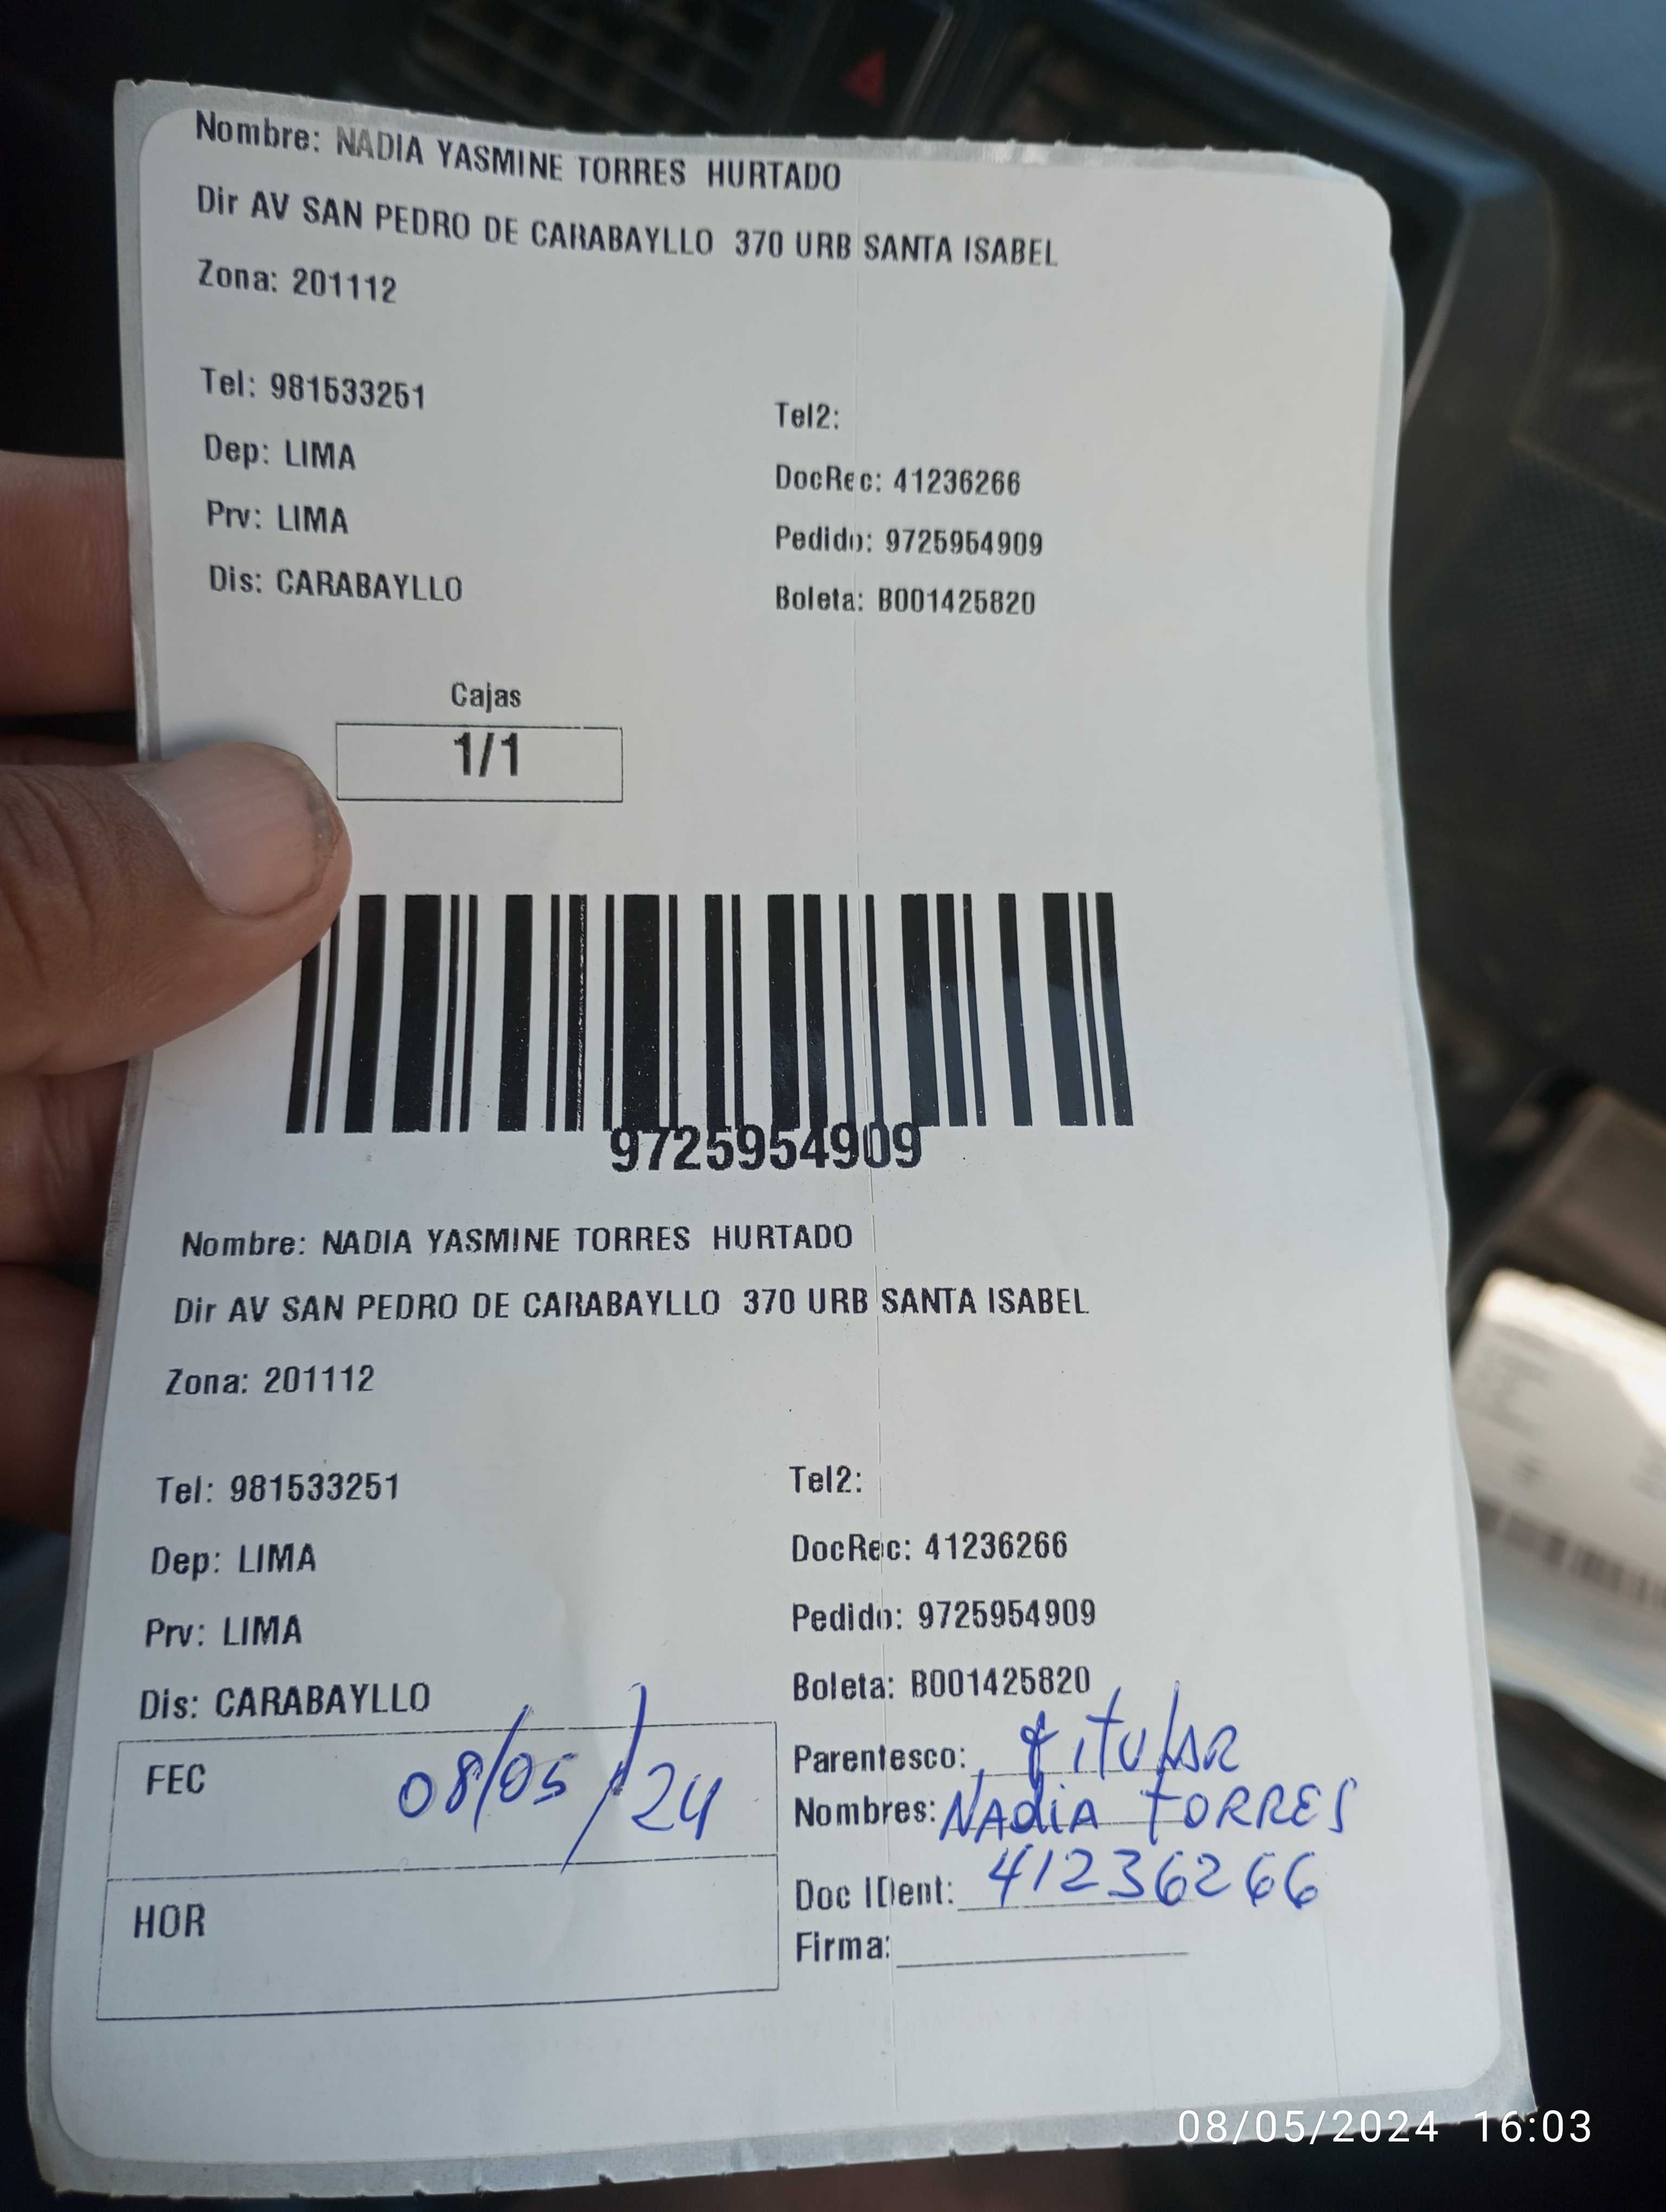 Nombre: NADIA YASMINE TORRES HURTADO
Dir AV SAN PEDRO DE CARABAYLLO 370 URB SANTA ISABEL
Zona: 201112
Tel: 981533251
Tel2:
Dep: LIMA
DocRec: 41236266
Prv: LIMA
Pedido: 9725954909
Dis: CARABAYLLO
Boleta: B001425820
Cajas
1/1
9725954909
Nombre: NADIA YASMINE TORRES HURTADO
Dir AV SAN PEDRO DE CARABAYLLO 370 URB SANTA ISABEL
Zona: 201112
Tel: 981533251
Tel2:
Dep: LIMA
DocRec: 41236266
Prv: LIMA
Pedido: 9725954909
Dis: CARABAYLLO
Boleta: B001425820
FEC 08/05/24
Parentesco: titular
Nombres: NAdiA TORRES
Doc IDent: 41236266
HOR
Firma:
08/05/2024 16:03